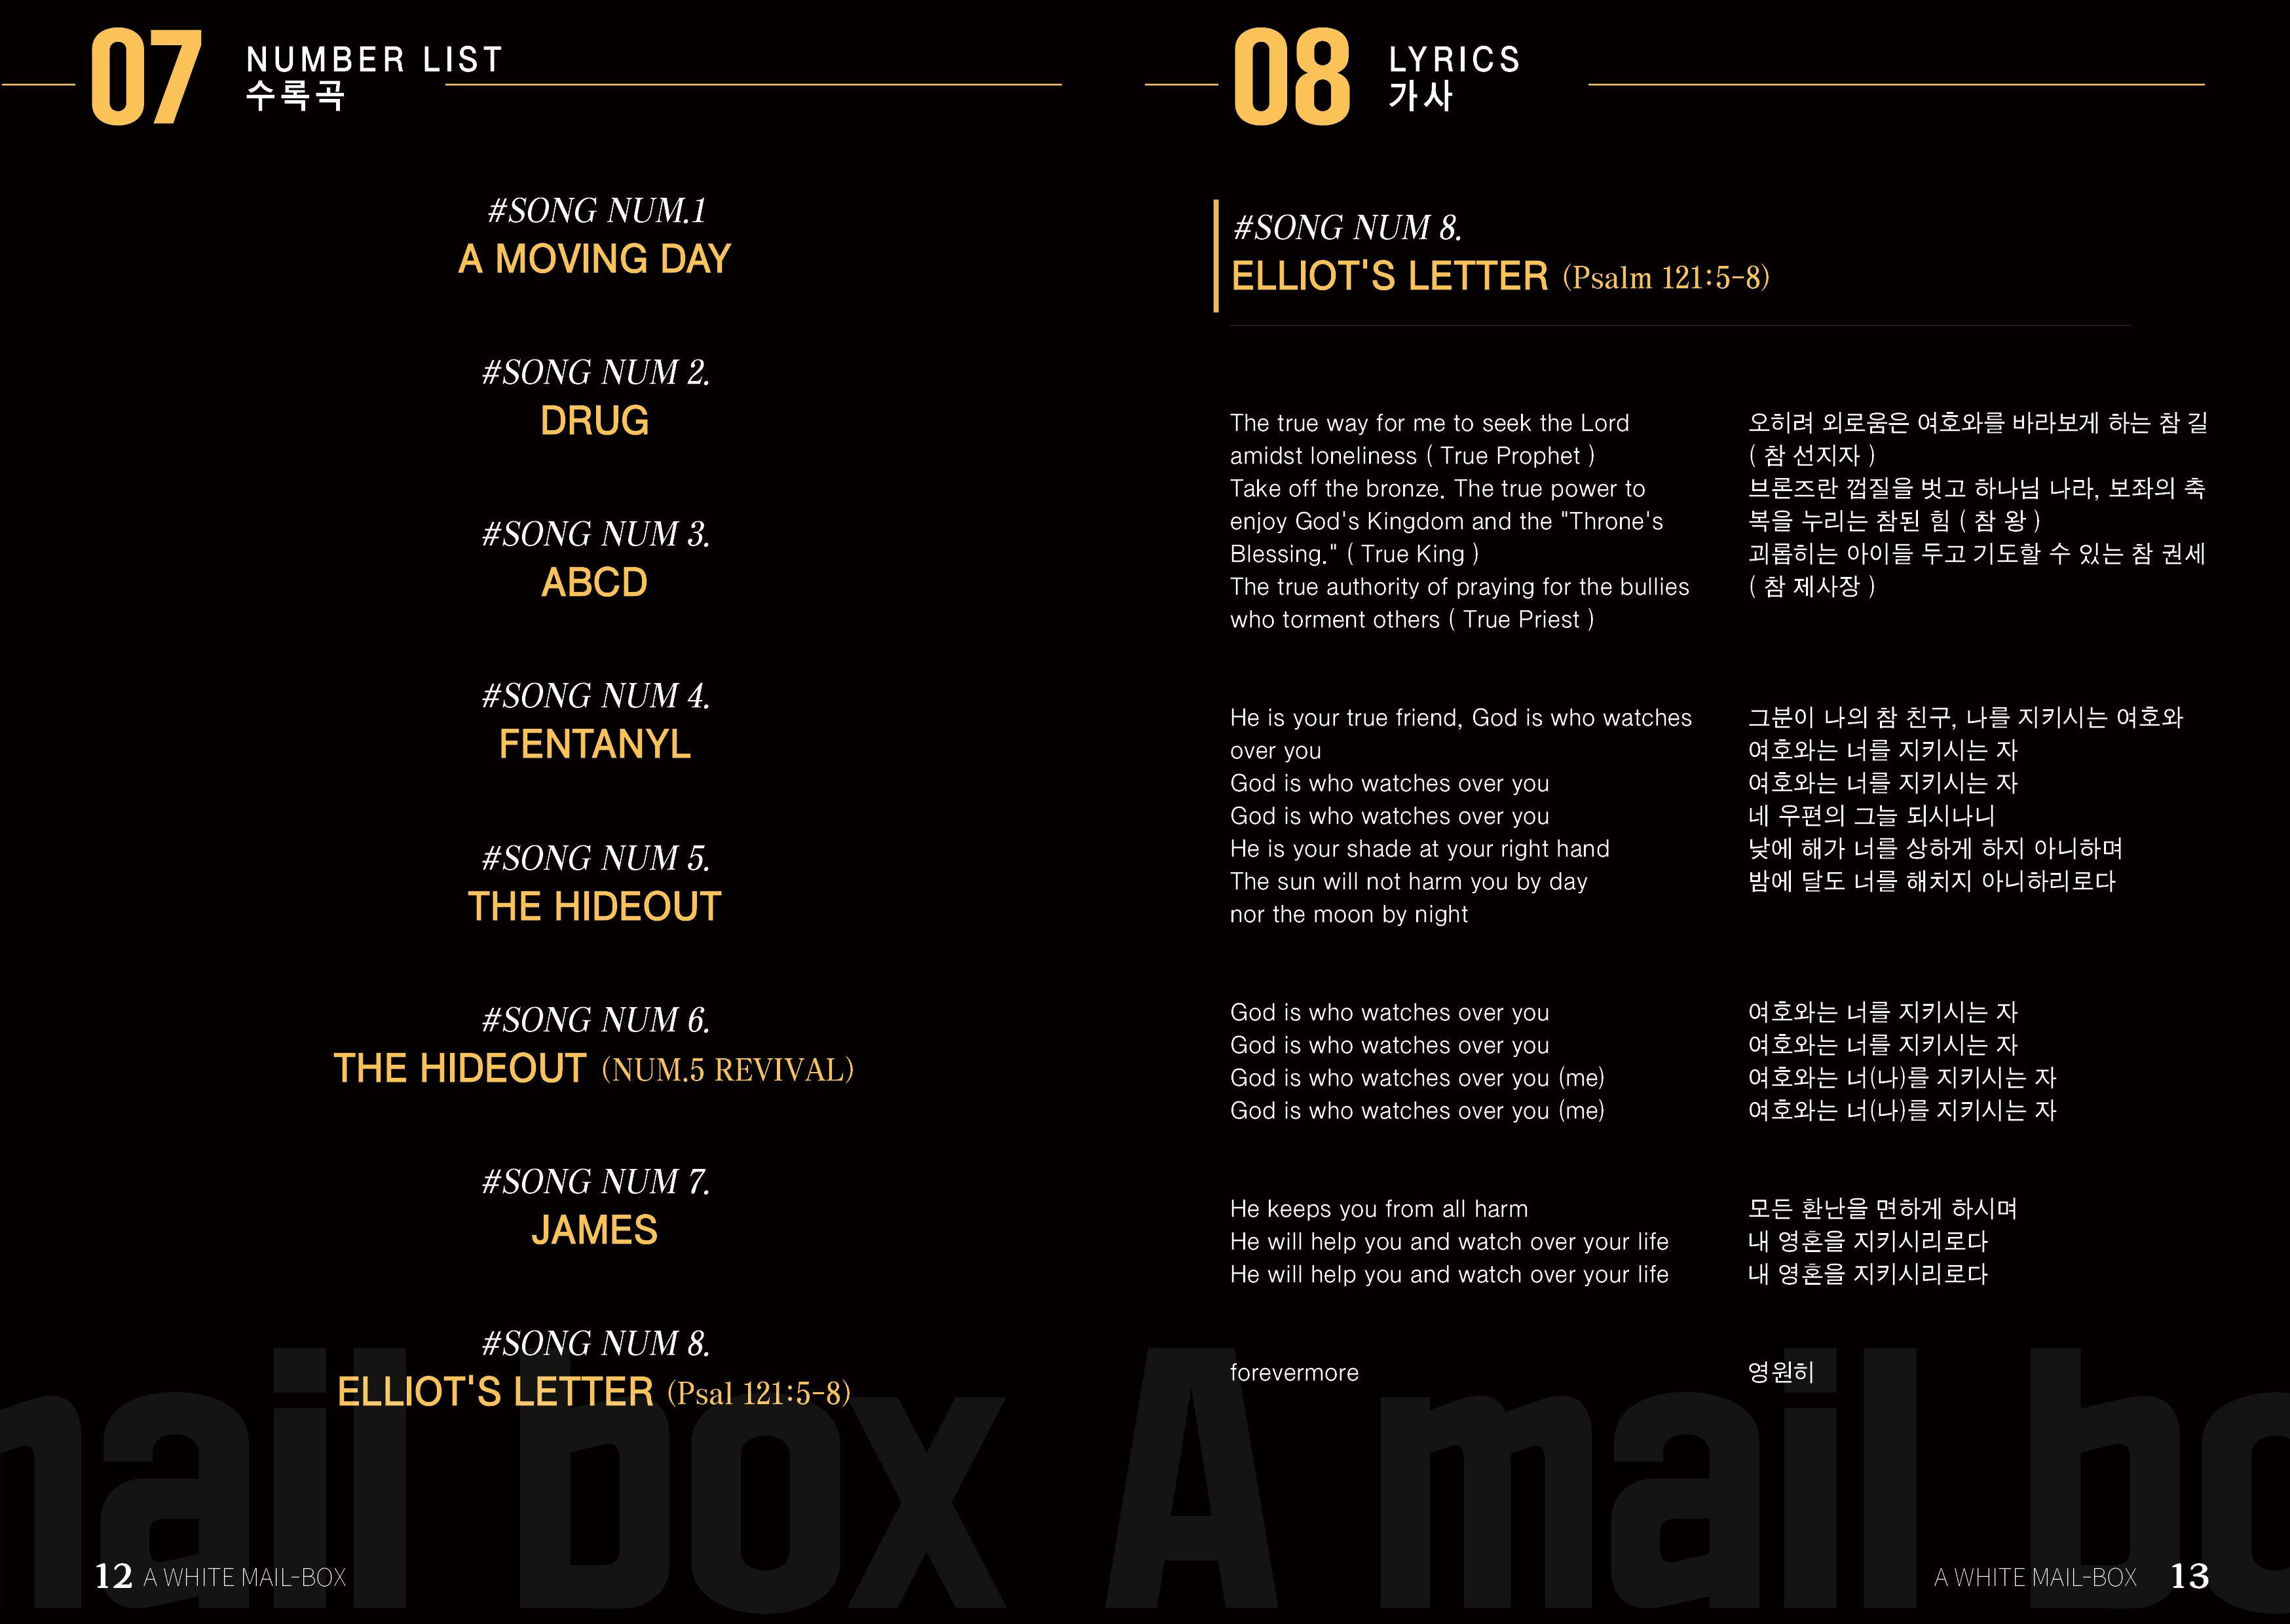 07
NUMBER LIST
수록곡
#SONG NUM.1
A MOVING DAY
#SONG NUM 2.
DRUG
#SONG NUM 3.
ABCD
#SONG NUM 4.
FENTANYL
#SONG NUM 5.
THE HIDEOUT
#SONG NUM 6.
THE HIDEOUT (NUM.5 REVIVAL)
#SONG NUM 7.
JAMES
#SONG NUM 8.
ELLIOT'S LETTER (Psal 121:5-8)
12 A WHITE MAIL-BOX
08
LYRICS
가사
#SONG NUM 8.
ELLIOT'S LETTER (Psalm 121:5-8)
The true way for me to seek the Lord
amidst loneliness ( True Prophet )
Take off the bronze. The true power to
enjoy God's Kingdom and the "Throne's
Blessing." ( True King )
The true authority of praying for the bullies
who torment others ( True Priest )
He is your true friend, God is who watches
over you
God is who watches over you
God is who watches over you
He is your shade at your right hand
The sun will not harm you by day
nor the moon by night
God is who watches over you
God is who watches over you
God is who watches over you (me)
God is who watches over you (me)
He keeps you from all harm
He will help you and watch over your life
He will help you and watch over your life
forevermore
오히려 외로움은 여호와를 바라보게 하는 참 길
( 참 선지자 )
브론즈란 껍질을 벗고 하나님 나라, 보좌의 축
복을 누리는 참된 힘 ( 참 왕 )
괴롭히는 아이들 두고 기도할 수 있는 참 권세
( 참 제사장 )
그분이 나의 참 친구, 나를 지키시는 여호와
여호와는 너를 지키시는 자
여호와는 너를 지키시는 자
네 우편의 그늘 되시나니
낮에 해가 너를 상하게 하지 아니하며
밤에 달도 너를 해치지 아니하리로다
여호와는 너를 지키시는 자
여호와는 너를 지키시는 자
여호와는 너(나)를 지키시는 자
여호와는 너(나)를 지키시는 자
모든 환난을 면하게 하시며
내 영혼을 지키시리로다
내 영혼을 지키시리로다
영원히
mail box A mail bo
A WHITE MAIL-BOX 13